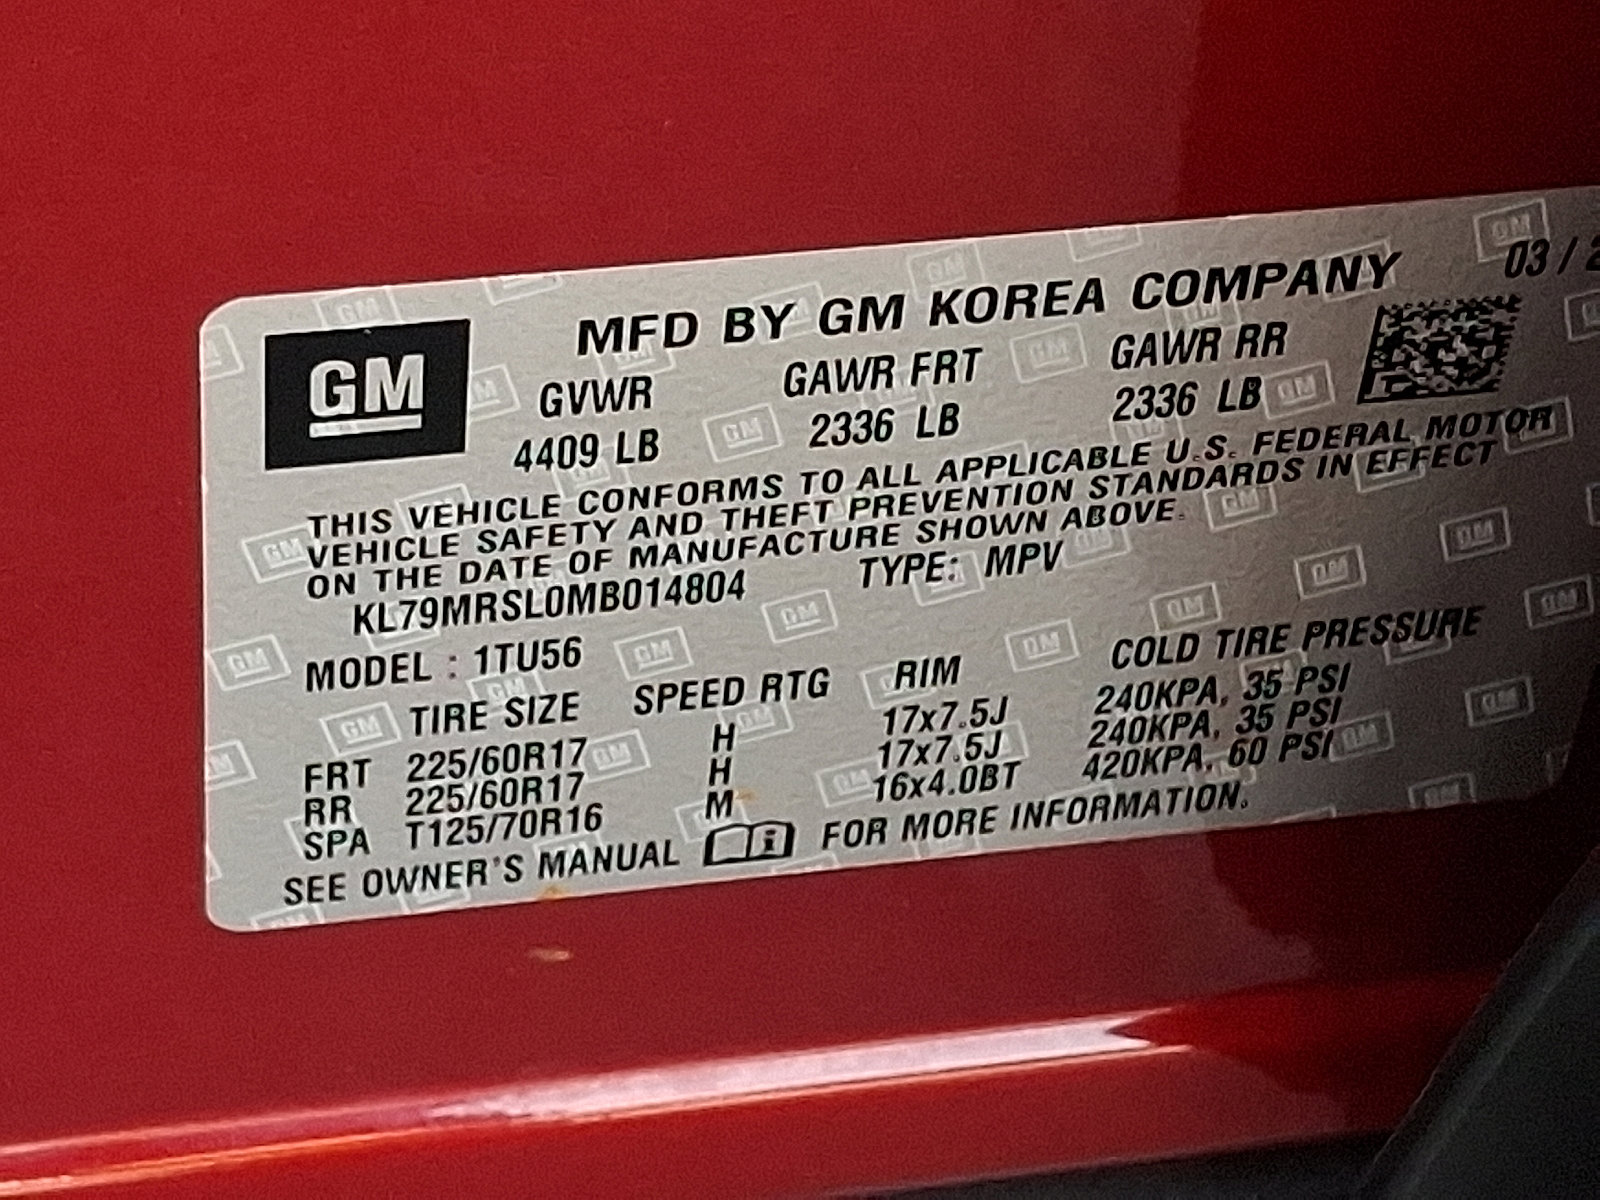 MFD BY GM KOREA COMPANY 03 / 2
GM
GVWR GAWR FRT GAWR RR
4409 LB 2336 LB 2336 LB
THIS VEHICLE CONFORMS TO ALL APPLICABLE U.S. FEDERAL MOTOR
VEHICLE SAFETY AND THEFT PREVENTION STANDARDS IN EFFECT
ON THE DATE OF MANUFACTURE SHOWN ABOVE.
KL79MRSL0MB014804 TYPE: MPV
MODEL : 1TU56
TIRE SIZE SPEED RTG RIM COLD TIRE PRESSURE
FRT 225/60R17 H 17x7.5J 240KPA, 35 PSI
RR 225/60R17 H 17x7.5J 240KPA, 35 PSI
SPA T125/70R16 M 16x4.0BT 420KPA, 60 PSI
SEE OWNER'S MANUAL i FOR MORE INFORMATION.